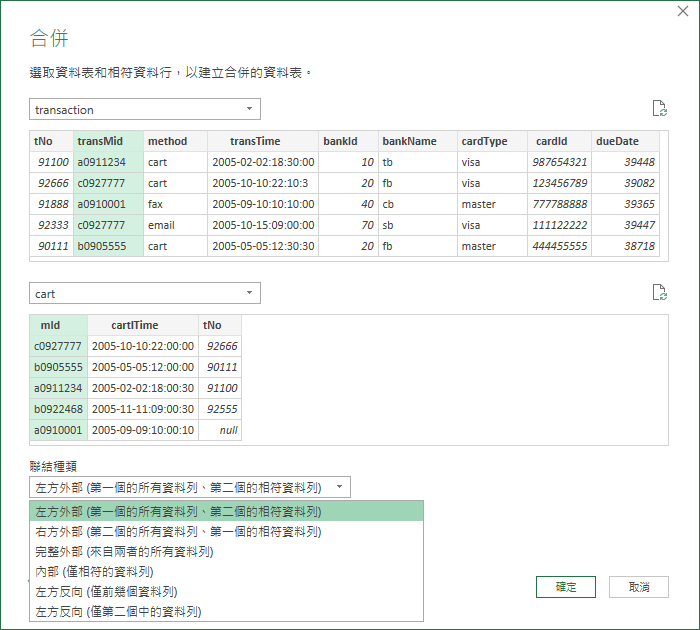 合併
選取資料表和相符資料行，以建立合併的資料表。
transaction
tNo transMid method transTime bankId bankName cardType cardId dueDate
91100 a0911234 cart 2005-02-02:18:30:00 10 tb visa 987654321 39448
92666 c0927777 cart 2005-10-10:22:10:3 20 fb visa 123456789 39082
91888 a0910001 fax 2005-09-10:10:10:00 40 cb master 777788888 39365
92333 c0927777 email 2005-10-15:09:00:00 70 sb visa 111122222 39447
90111 b0905555 cart 2005-05-05:12:30:30 20 fb master 444455555 38718
cart
mId cartITime tNo
c0927777 2005-10-10:22:00:00 92666
b0905555 2005-05-05:12:00:00 90111
a0911234 2005-02-02:18:00:30 91100
b0922468 2005-11-11:09:00:30 92555
a0910001 2005-09-09:10:00:10 null
聯結種類
左方外部 (第一個的所有資料列、第二個的相符資料列)
左方外部 (第一個的所有資料列、第二個的相符資料列)
右方外部 (第二個的所有資料列、第一個的相符資料列)
完整外部 (來自兩者的所有資料列)
內部 (僅相符的資料列)
左方反向 (僅前幾個資料列)
左方反向 (僅第二個中的資料列)
確定 取消